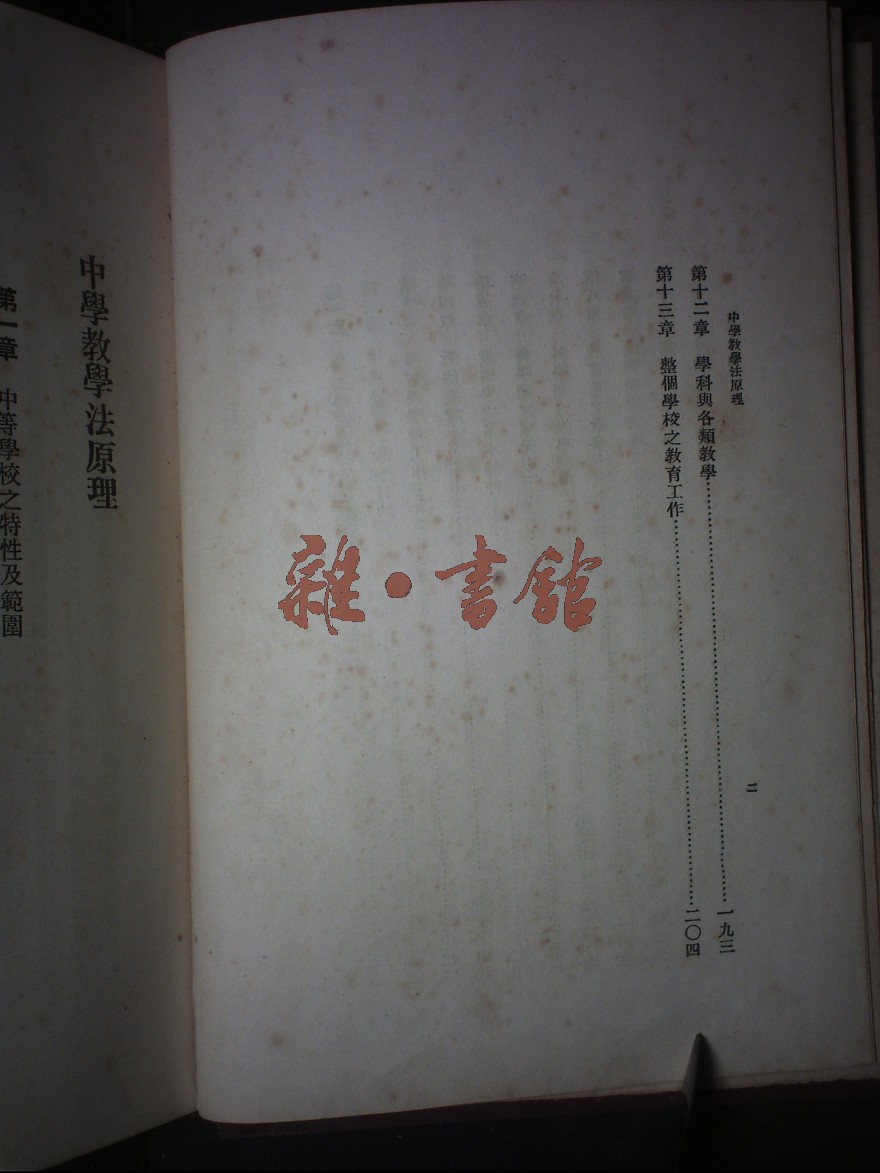 中學教學法原理
二
第十二章　學科與各類教學…………一九三
第十三章　整個學校之教育工作…………二〇四
雜·書館
中學教學法原理
第一章　中等學校之特性及範圍